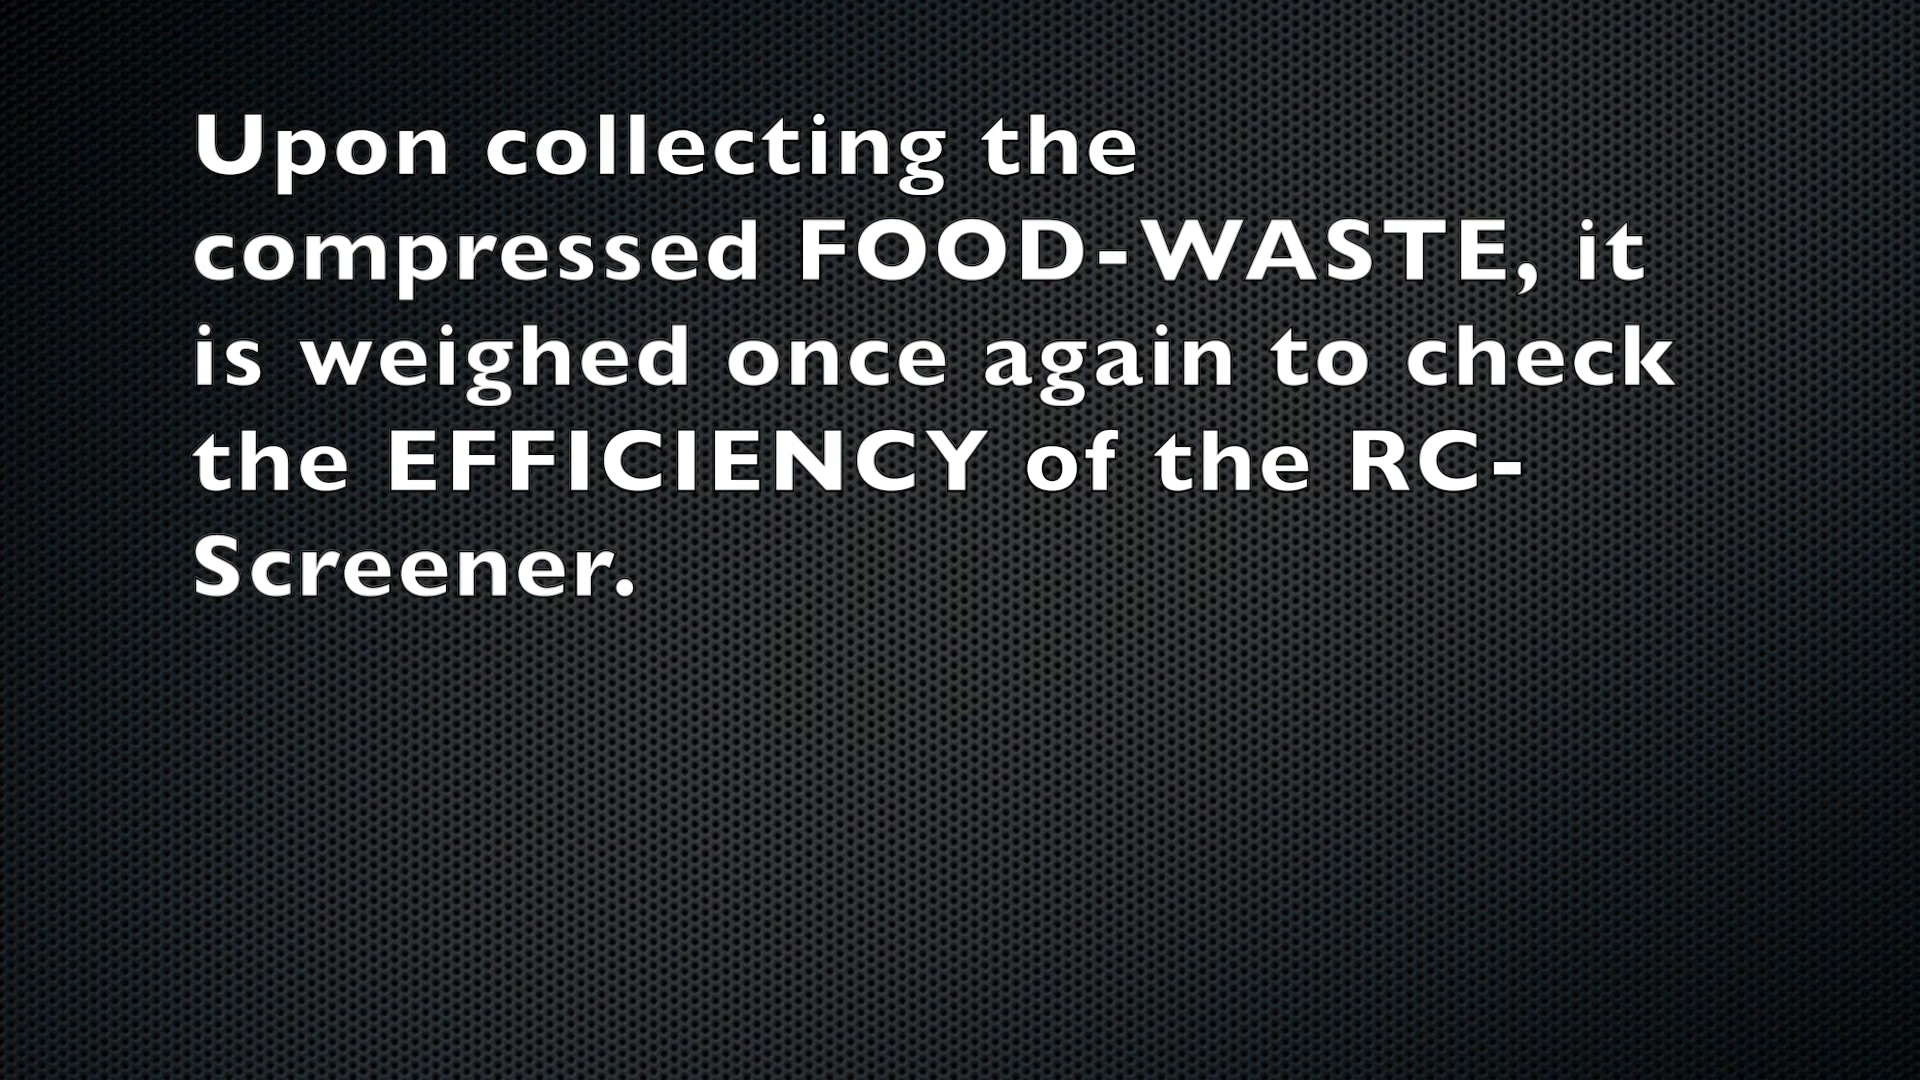 Upon collecting the
compressed FOOD-WASTE, it
is weighed once again to check
the EFFICIENCY of the RC-
Screener.